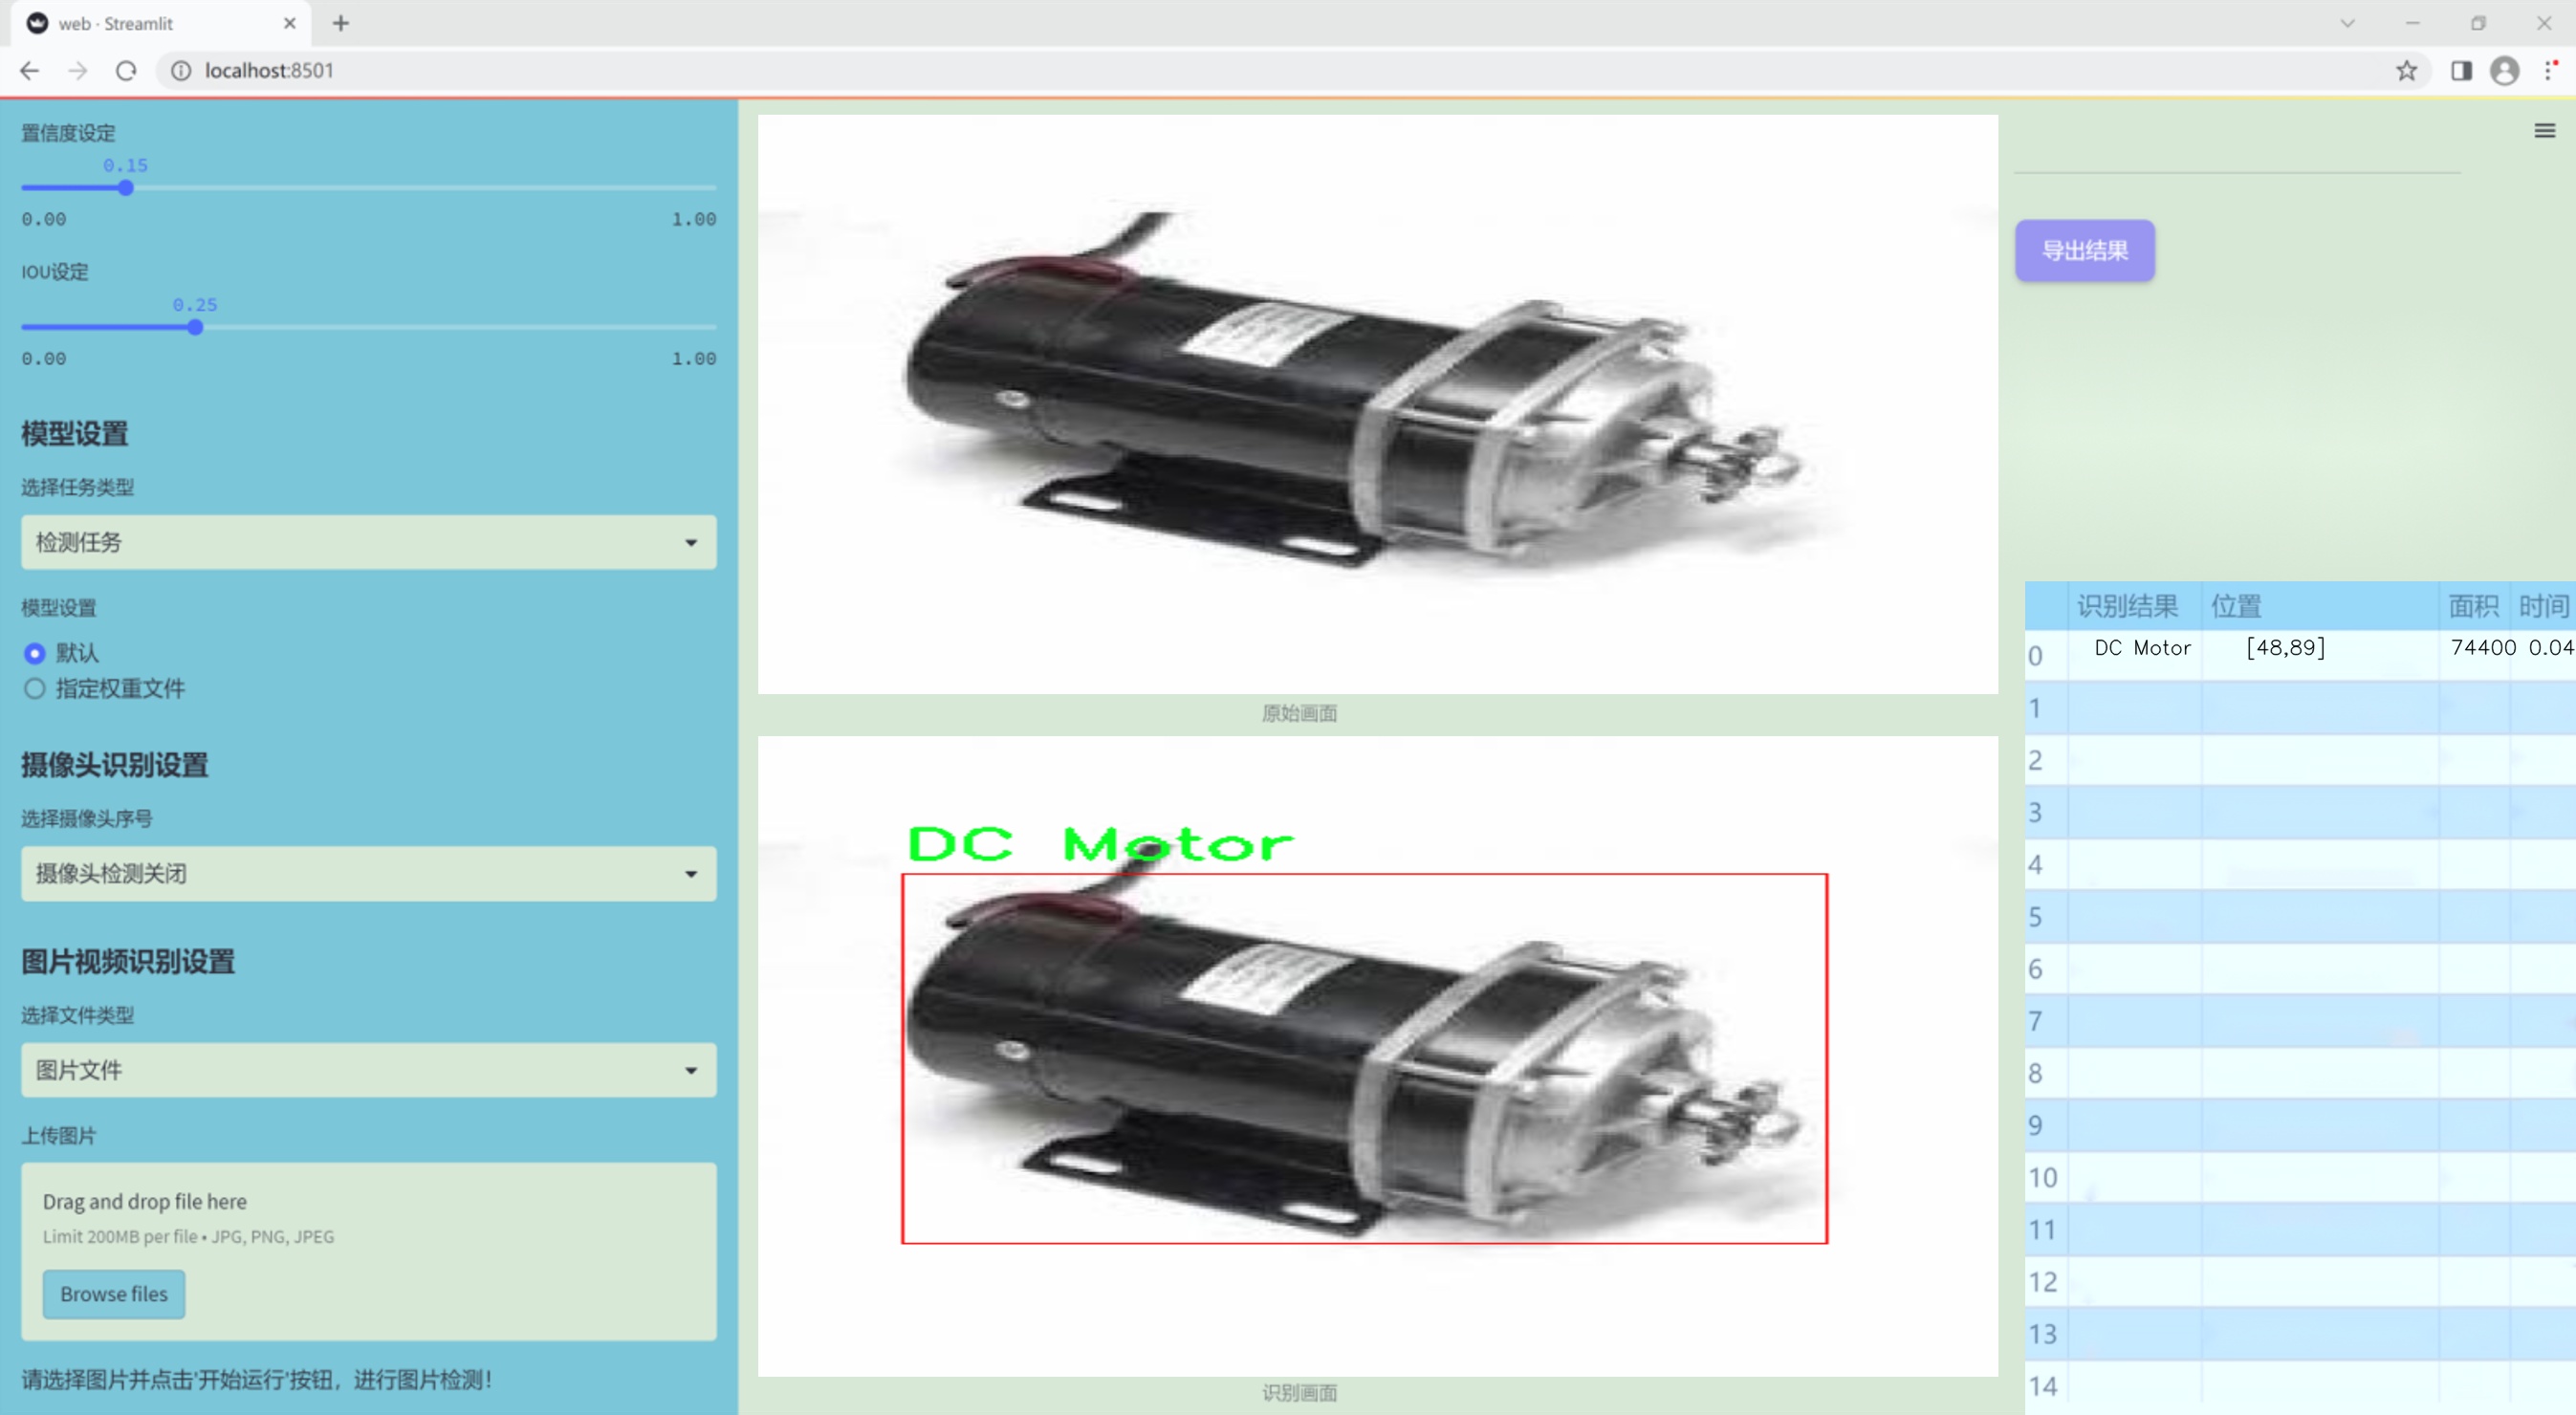 web · Streamlit
localhost:8501
置信度设定
0.15
0.00 1.00
IOU设定
0.25
0.00 1.00
模型设置
选择任务类型
检测任务
模型设置
默认
指定权重文件
摄像头识别设置
选择摄像头序号
摄像头检测关闭
图片视频识别设置
选择文件类型
图片文件
上传图片
Drag and drop file here
Limit 200MB per file • JPG, PNG, JPEG
Browse files
请选择图片并点击'开始运行'按钮，进行图片检测！
原始画面
DC Motor
识别画面
导出结果
识别结果 位置 面积 时间
0 DC Motor [48,89] 74400 0.04
1
2
3
4
5
6
7
8
9
10
11
12
13
14